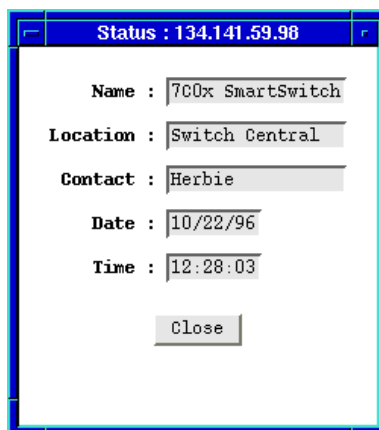 Status : 134.141.59.98
Name : 7C0x SmartSwitch
Location : Switch Central
Contact : Herbie
Date : 10/22/96
Time : 12:28:03
Close